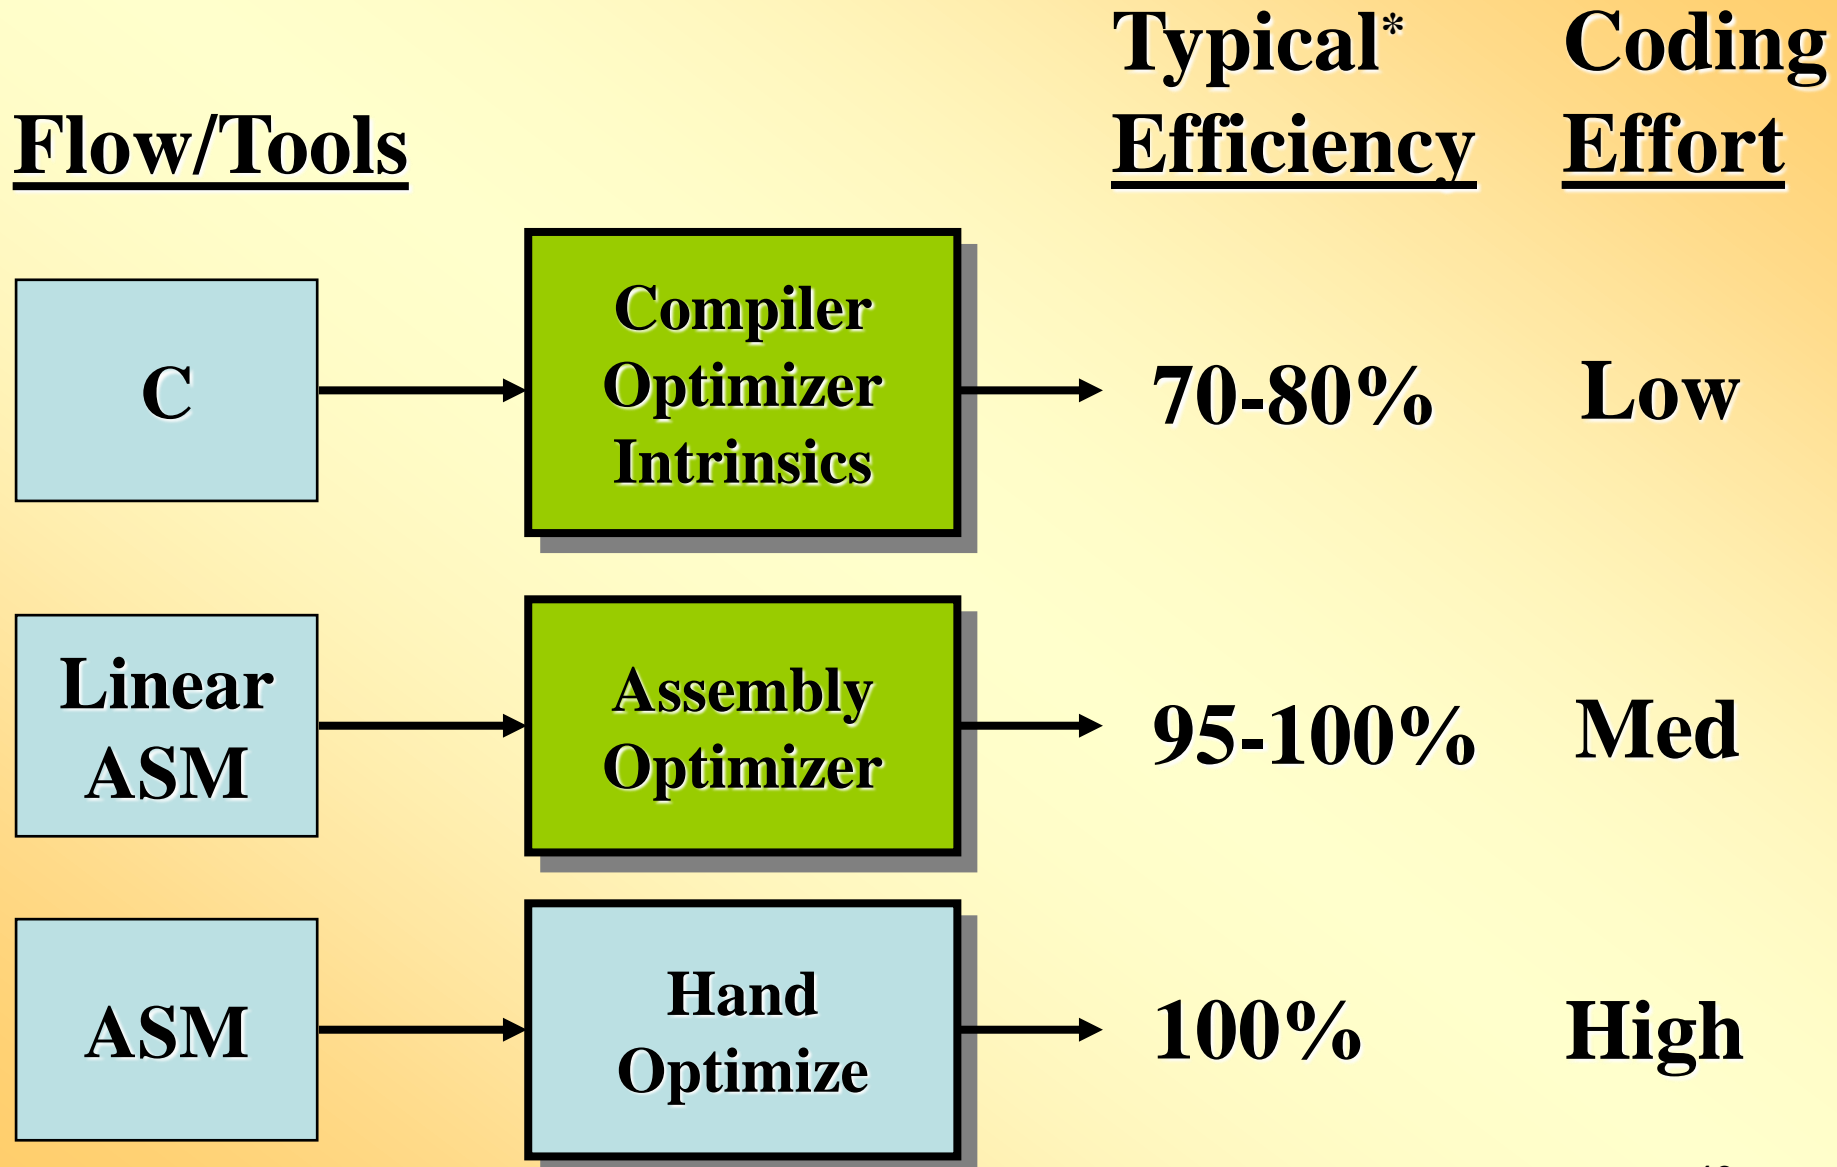 Typical* Coding
Flow/Tools Efficiency Effort
C
Compiler
Optimizer
Intrinsics
70-80%
Low
Linear
ASM
Assembly
Optimizer
95-100%
Med
ASM
Hand
Optimize
100%
High